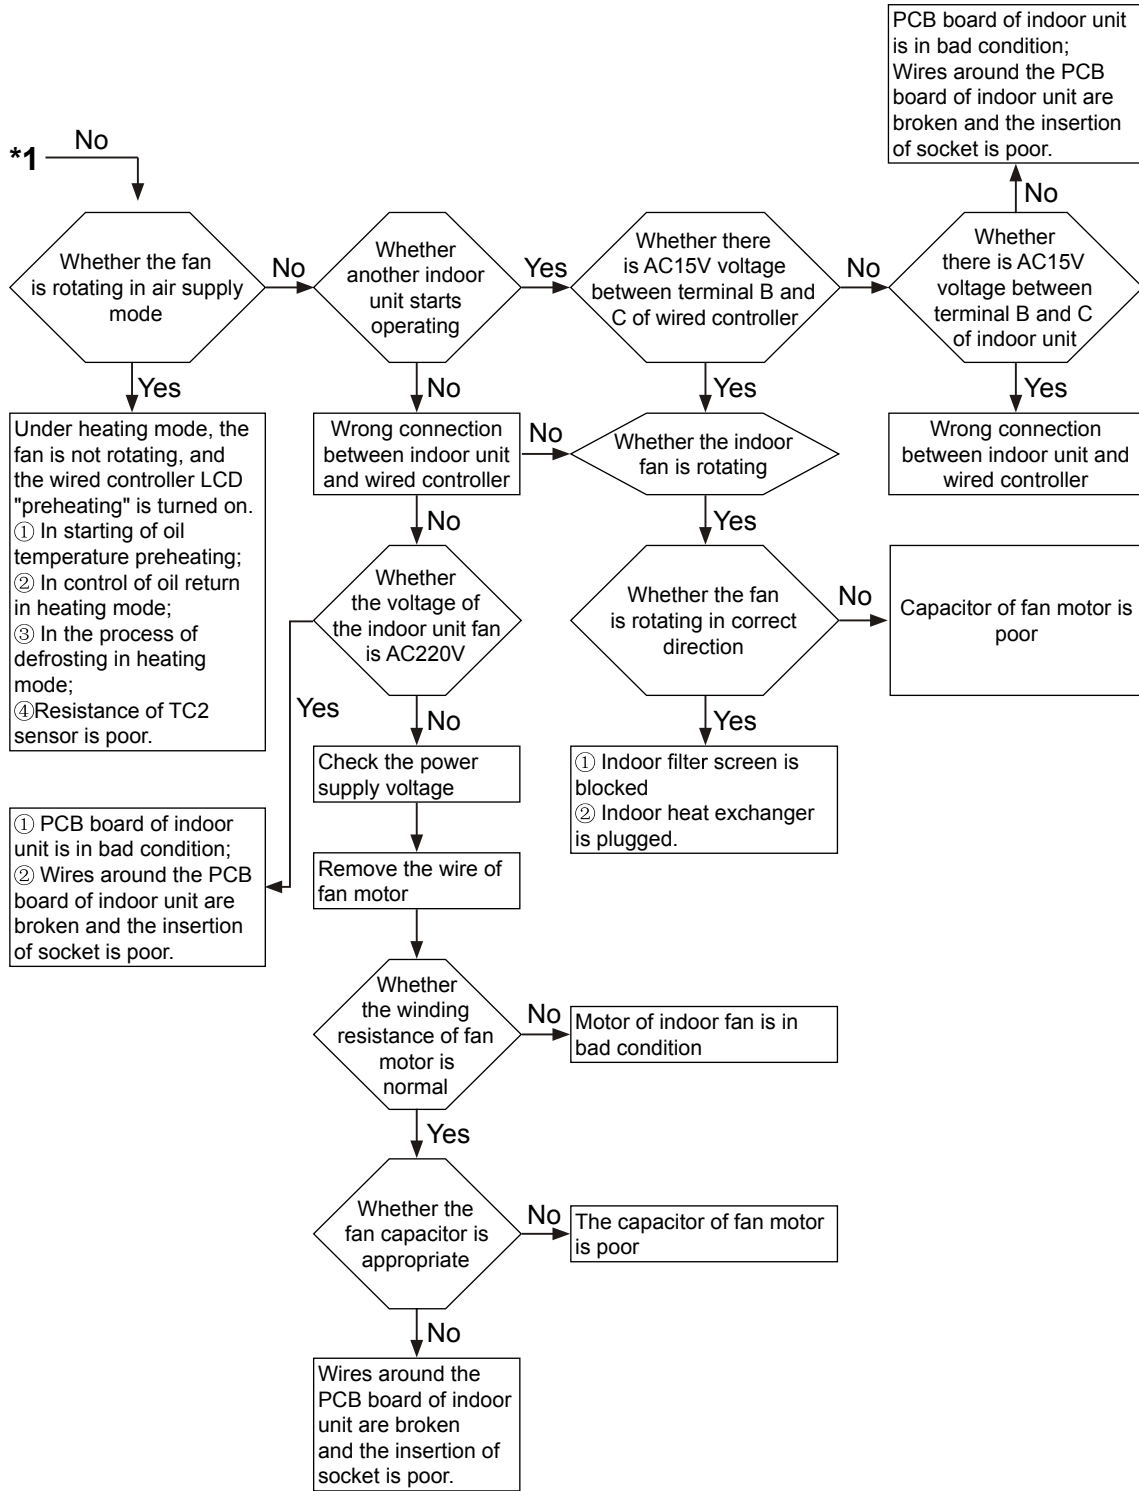 PCB board of indoor unit
is in bad condition;
Wires around the PCB
board of indoor unit are
broken and the insertion
of socket is poor.
No
*1
No
Whether the fan
is rotating in air supply
mode
No
Whether
another indoor
unit starts
operating
Yes
Whether there
is AC15V voltage
between terminal B and
C of wired controller
No
Whether
there is AC15V
voltage between
terminal B and C
of indoor unit
Yes
No
Yes
Yes
Under heating mode, the
fan is not rotating, and
the wired controller LCD
"preheating" is turned on.
① In starting of oil
temperature preheating;
② In control of oil return
in heating mode;
③ In the process of
defrosting in heating
mode;
④Resistance of TC2
sensor is poor.
Wrong connection
between indoor unit
and wired controller
No
Whether the indoor
fan is rotating
Wrong connection
between indoor unit and
wired controller
No
Yes
Whether
the voltage of
the indoor unit fan
is AC220V
Whether the fan
is rotating in correct
direction
No
Capacitor of fan motor is
poor
Yes
No
Yes
Check the power
supply voltage
① Indoor filter screen is
blocked
② Indoor heat exchanger
is plugged.
① PCB board of indoor
unit is in bad condition;
② Wires around the PCB
board of indoor unit are
broken and the insertion
of socket is poor.
Remove the wire of
fan motor
Whether
the winding
resistance of fan
motor is
normal
No
Motor of indoor fan is in
bad condition
Yes
Whether the
fan capacitor is
appropriate
No
The capacitor of fan motor
is poor
No
Wires around the
PCB board of indoor
unit are broken
and the insertion of
socket is poor.